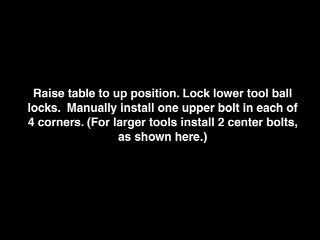 Raise table to up position. Lock lower tool ball
locks.  Manually install one upper bolt in each of
4 corners. (For larger tools install 2 center bolts,
as shown here.)